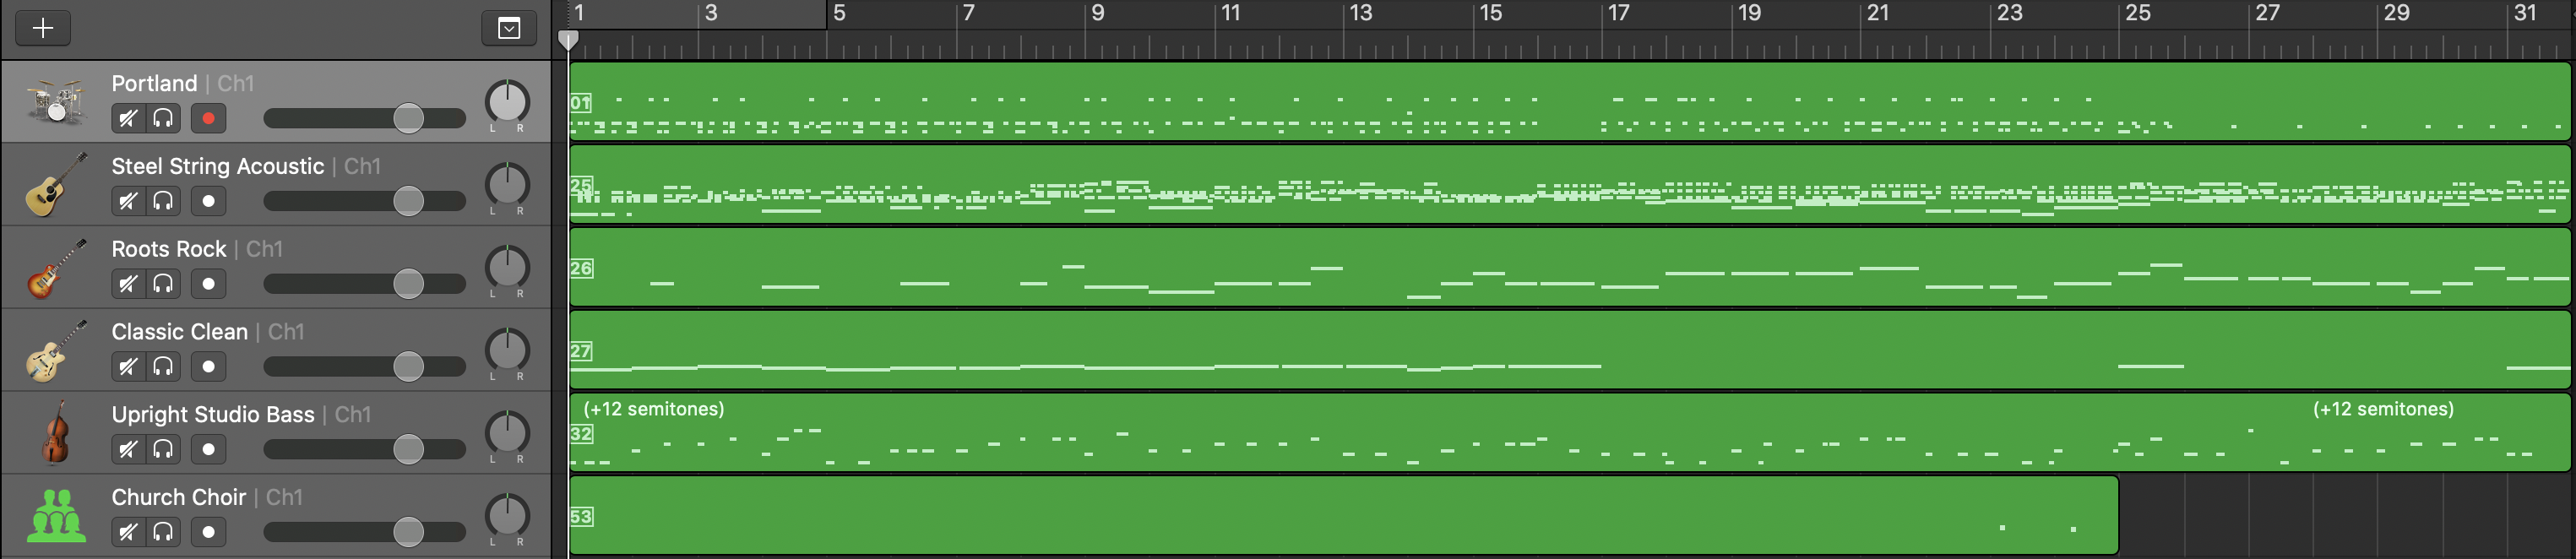 1 3 5 7 9 11 13 15 17 19 21 23 25 27 29 31
Portland | Ch1
L R
01
Steel String Acoustic | Ch1
L R
25
Roots Rock | Ch1
L R
26
Classic Clean | Ch1
L R
27
Upright Studio Bass | Ch1
L R
(+12 semitones) (+12 semitones)
32
Church Choir | Ch1
L R
53